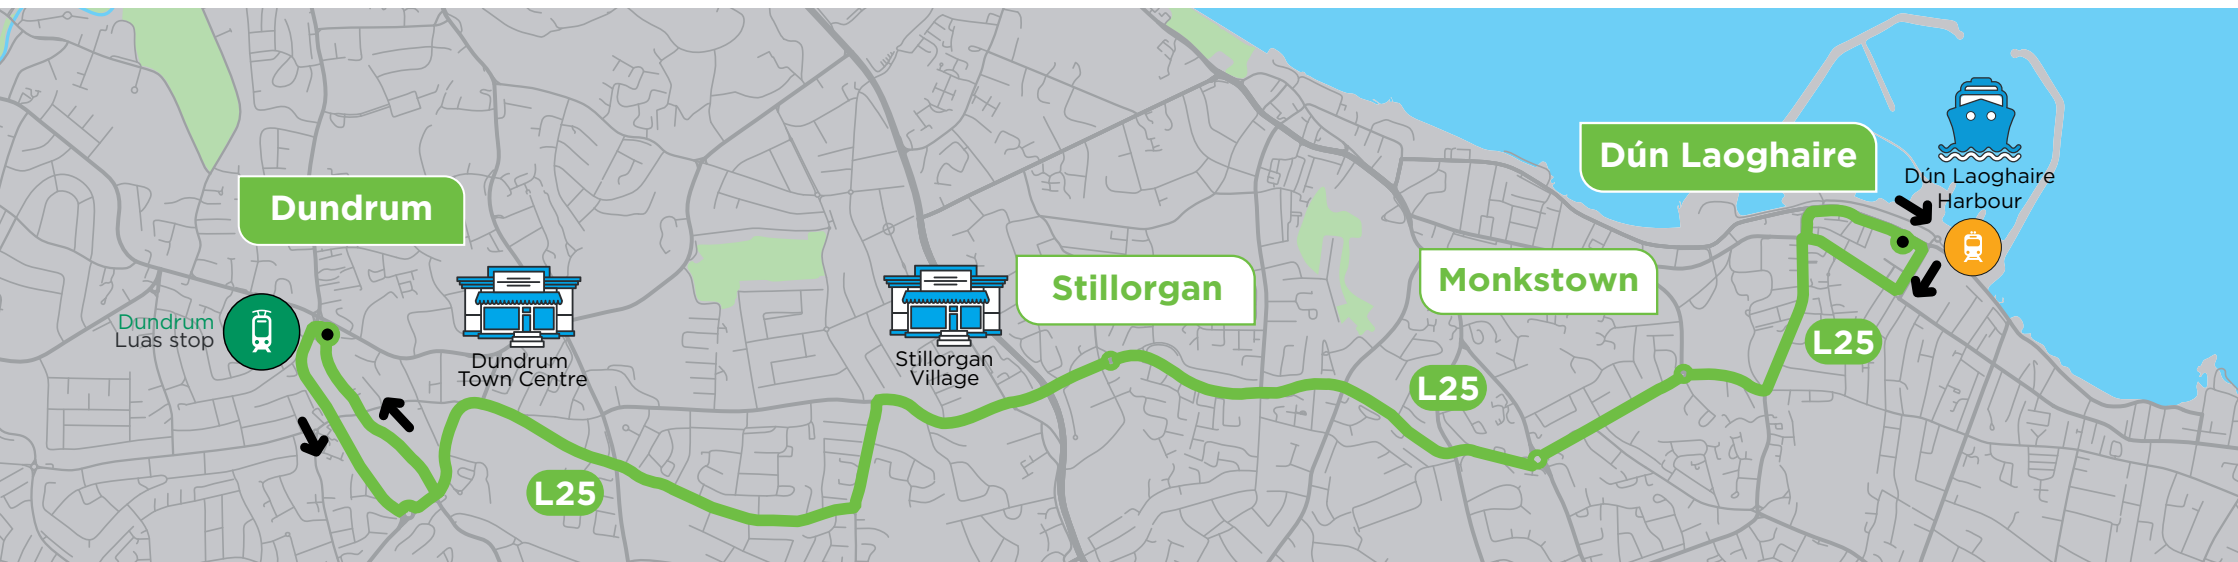 Dundrum
Dundrum
Luas stop
Dundrum
Town Centre
L25
Stillorgan
Village
Stillorgan
Monkstown
L25
Dún Laoghaire
Dún Laoghaire
Harbour
L25